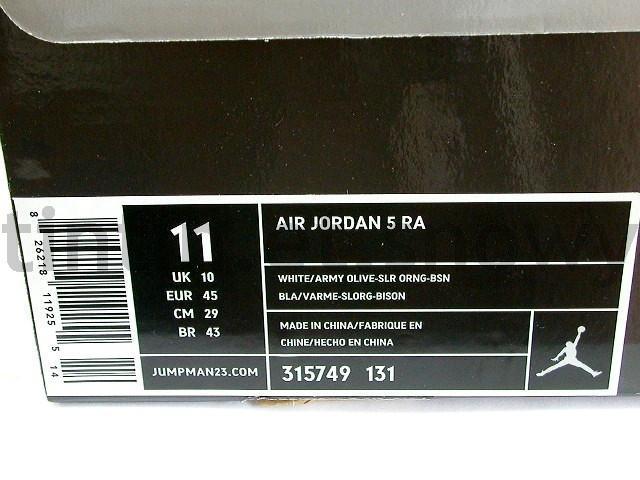 8 26218 11925 5 14
11
UK 10
EUR 45
CM 29
BR 43
JUMPMAN23.COM
AIR JORDAN 5 RA
WHITE/ARMY OLIVE-SLR ORNG-BSN
BLA/VARME-SLORG-BISON
MADE IN CHINA/FABRIQUE EN
CHINE/HECHO EN CHINA
315749 131